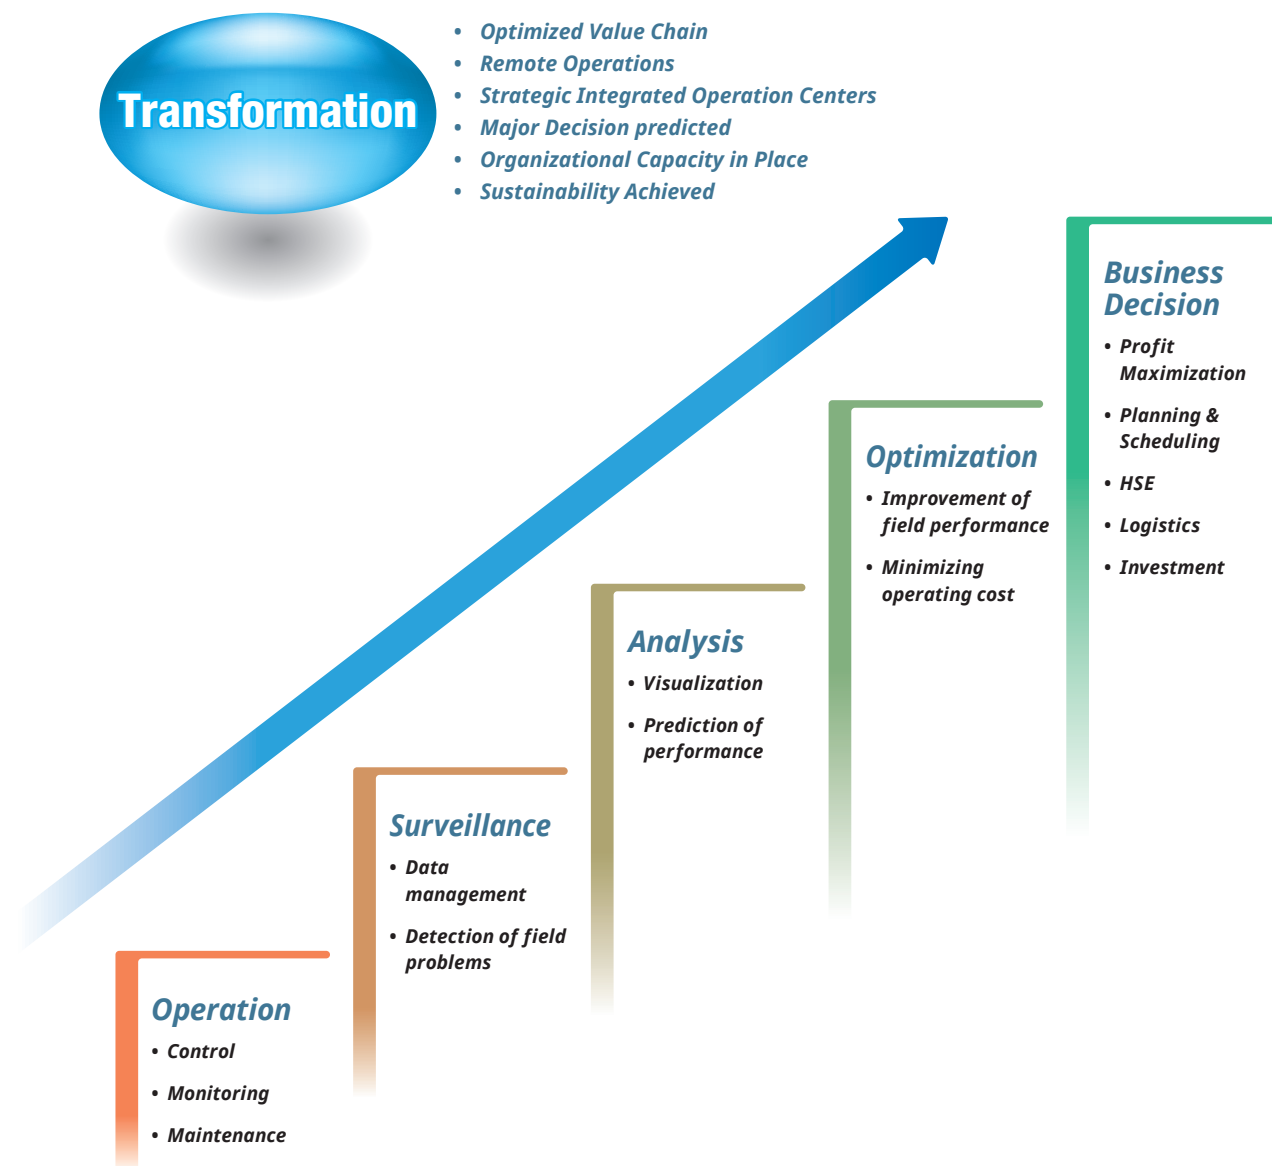 Transformation
• Optimized Value Chain
• Remote Operations
• Strategic Integrated Operation Centers
• Major Decision predicted
• Organizational Capacity in Place
• Sustainability Achieved
Business
Decision
• Profit
Maximization
• Planning &
Scheduling
• HSE
• Logistics
• Investment
Optimization
• Improvement of
field performance
• Minimizing
operating cost
Analysis
• Visualization
• Prediction of
performance
Surveillance
• Data
management
• Detection of field
problems
Operation
• Control
• Monitoring
• Maintenance